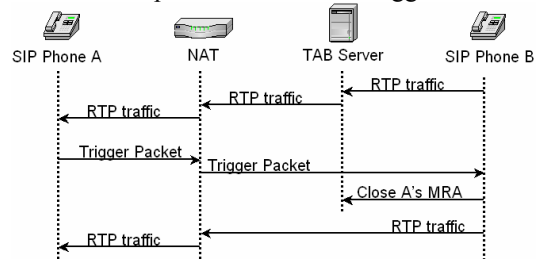 SIP Phone A NAT TAB Server SIP Phone B
RTP traffic
RTP traffic
RTP traffic
Trigger Packet
Trigger Packet
Close A's MRA
RTP traffic
RTP traffic